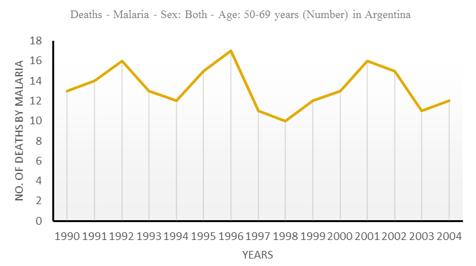 Deaths - Malaria - Sex: Both - Age: 50-69 years (Number) in Argentina
NO. OF DEATHS BY MALARIA
18
16
14
12
10
8
6
4
2
0
1990 1991 1992 1993 1994 1995 1996 1997 1998 1999 2000 2001 2002 2003 2004
YEARS